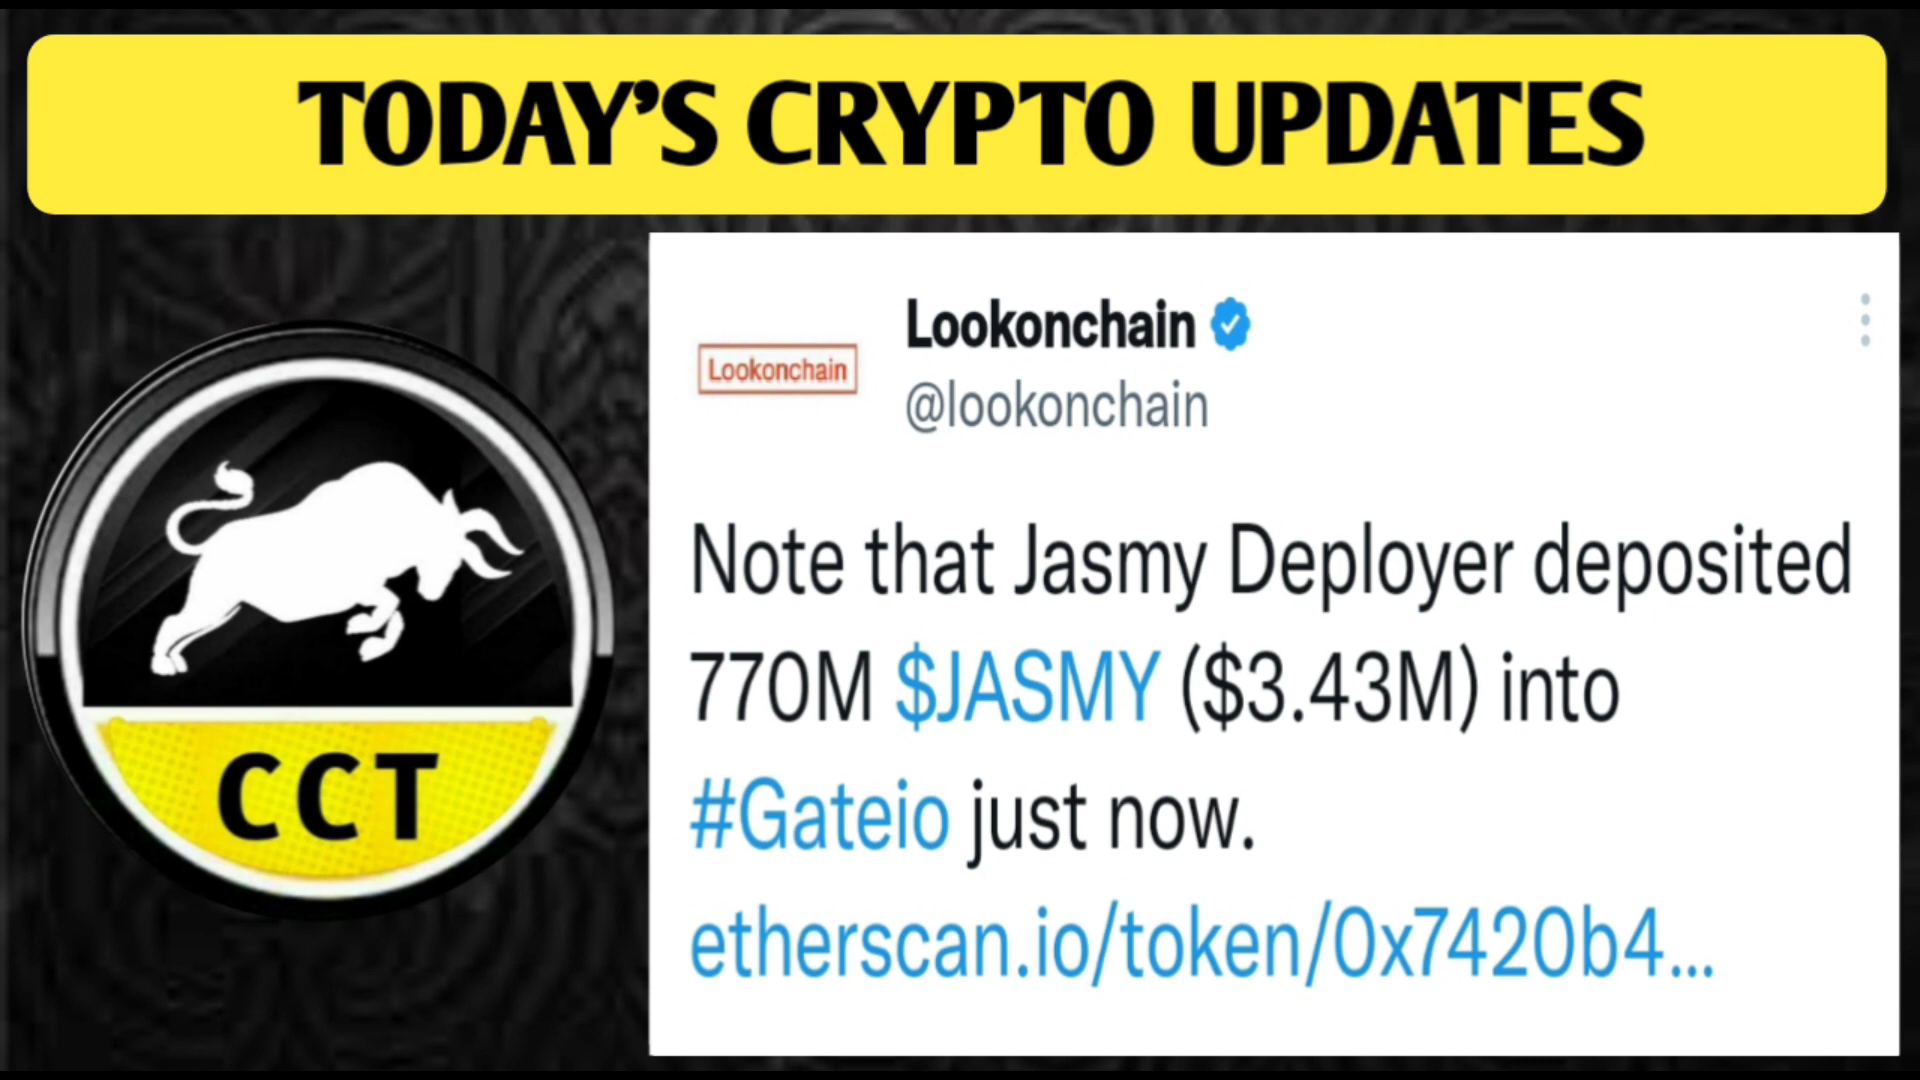 TODAY'S CRYPTO UPDATES
CCT
Lookonchain
Lookonchain
@lookonchain
Note that Jasmy Deployer deposited
770M $JASMY ($3.43M) into
#Gateio just now.
etherscan.io/token/0x7420b4...